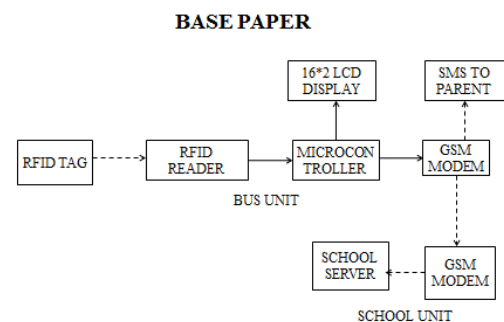 BASE PAPER
16*2 LCD
DISPLAY
SMS TO
PARENT
RFID TAG
RFID
READER
MICROCON
TROLLER
GSM
MODEM
BUS UNIT
SCHOOL
SERVER
GSM
MODEM
SCHOOL UNIT